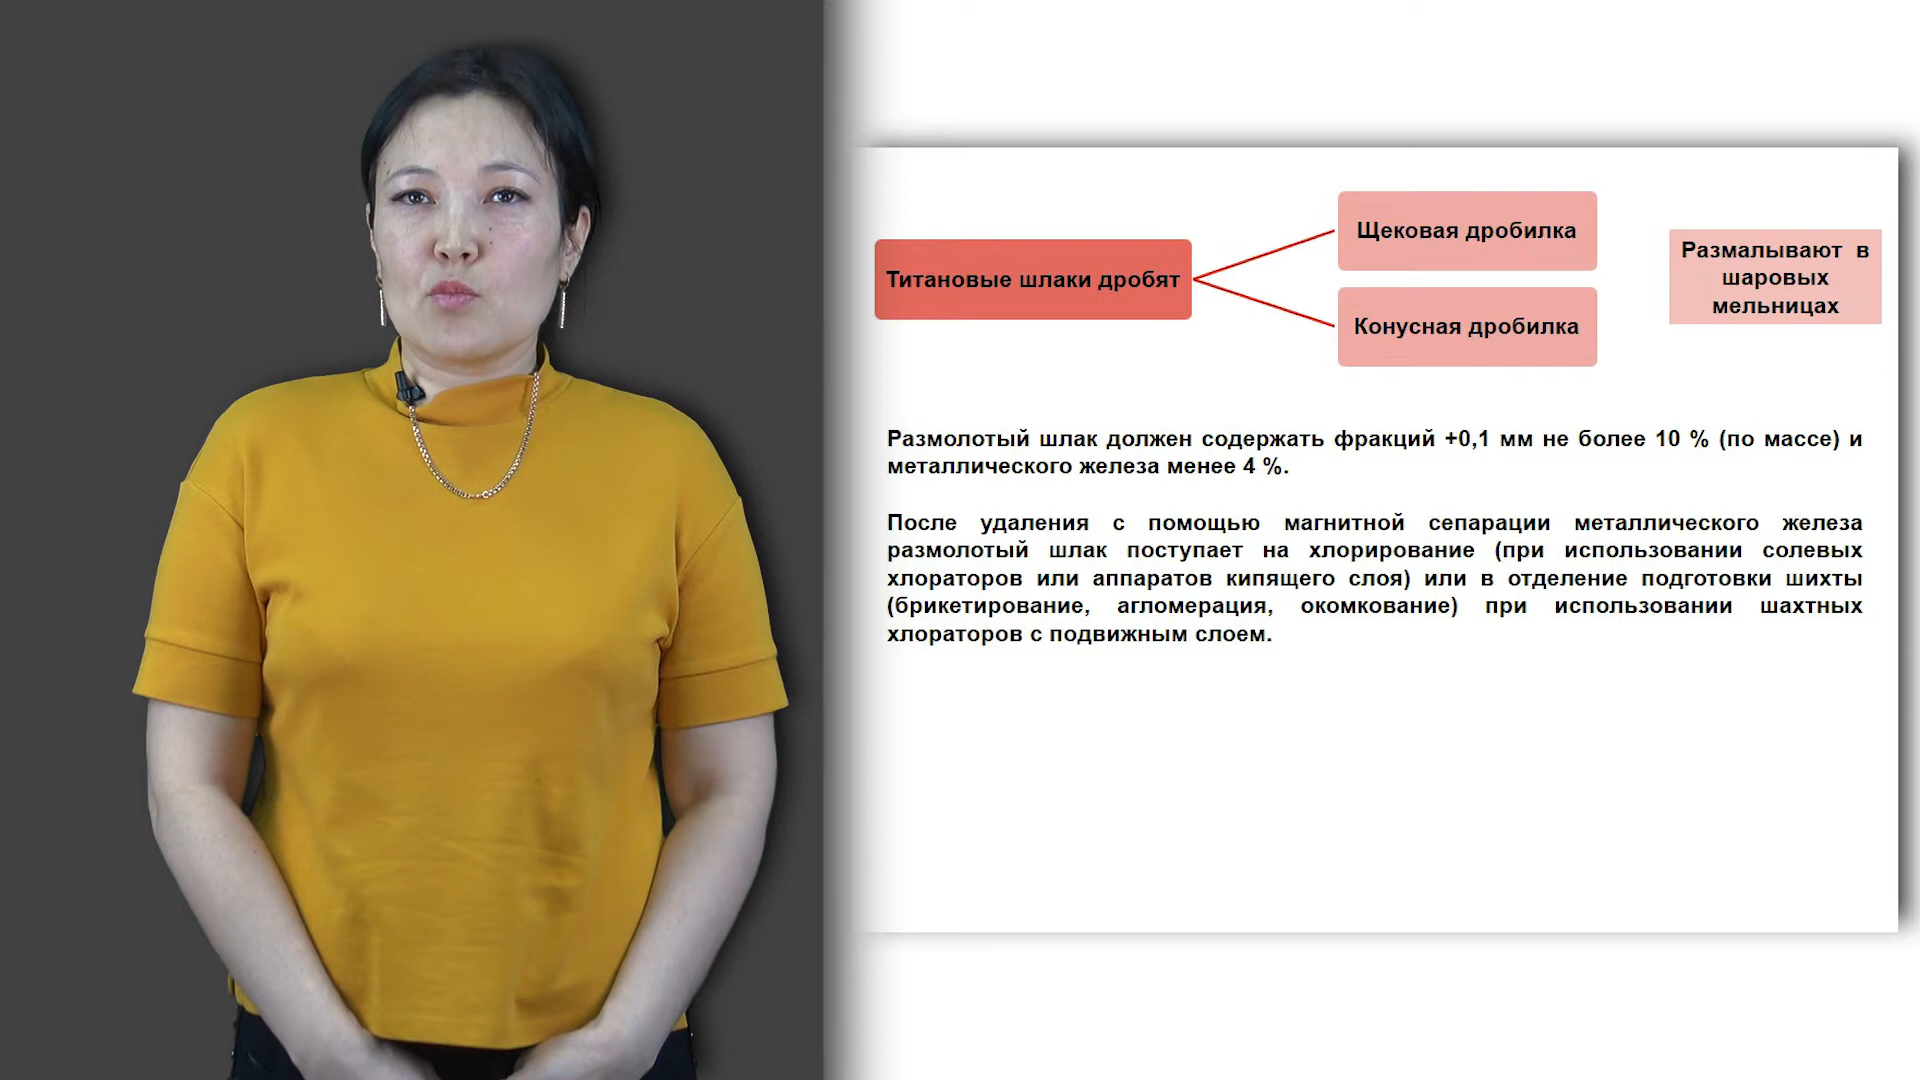 Титановые шлаки дробят
Щековая дробилка
Конусная дробилка
Размалывают в
шаровых
мельницах
Размолотый шлак должен содержать фракций +0,1 мм не более 10 % (по массе) и
металлического железа менее 4 %.
После удаления с помощью магнитной сепарации металлического железа
размолотый шлак поступает на хлорирование (при использовании солевых
хлораторов или аппаратов кипящего слоя) или в отделение подготовки шихты
(брикетирование, агломерация, окомкование) при использовании шахтных
хлораторов с подвижным слоем.